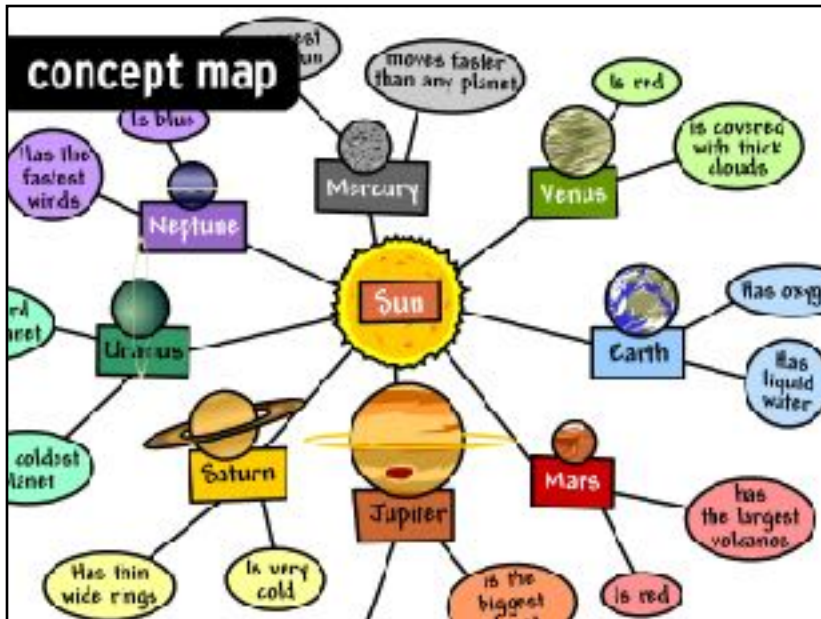 concept map
moves faster
than any planet
Is red
is covered
with thick
clouds
Is blue
Has the
fastest
winds
Mercury
Venus
Neptune
Sun
Has
Uranus
Earth
Has
liquid
water
coldest
Saturn
Mars
Jupiter
has
the largest
volcanoe
Has thin
wide rings
Is very
cold
is the
biggest
is red